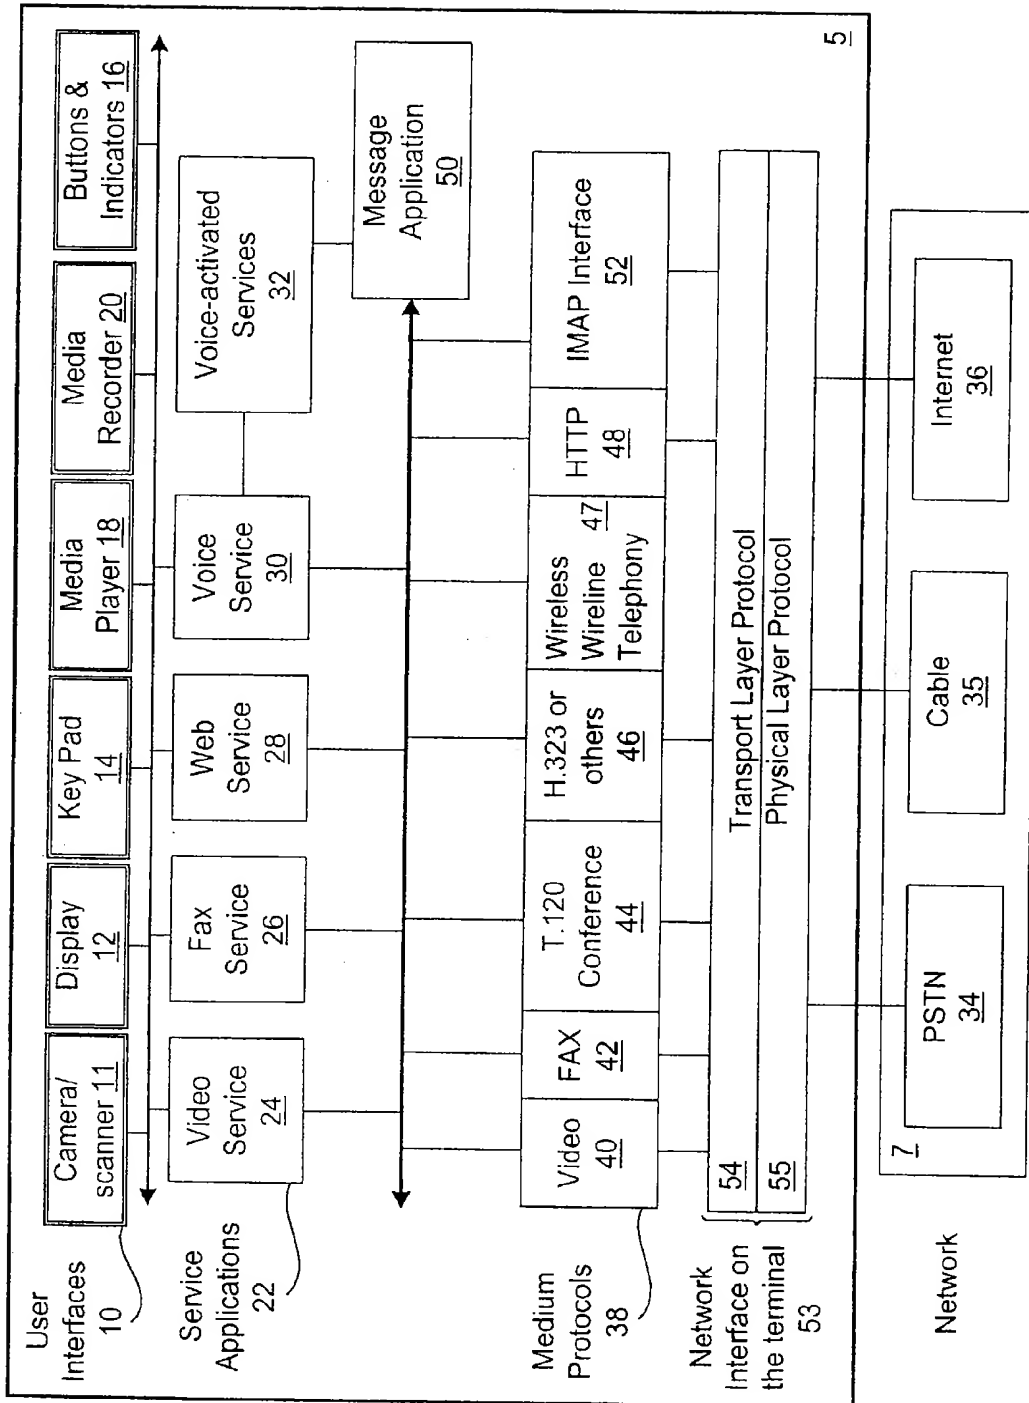 User
Interfaces
10
Camera/
scanner 11
Display
12
Key Pad
14
Media
Player 18
Media
Recorder 20
Buttons &
Indicators 16
Service
Applications
22
Video
Service
24
Fax
Service
26
Web
Service
28
Voice
Service
30
Voice-activated
Services
32
Message
Application
50
Medium
Protocols
38
Video
40
FAX
42
T.120
Conference
44
H.323 or
others
46
Wireless 47
Wireline
Telephony
HTTP
48
IMAP Interface
52
Network
Interface on
the terminal
53
54
Transport Layer Protocol
55
Physical Layer Protocol
5
Network
7
PSTN
34
Cable
35
Internet
36